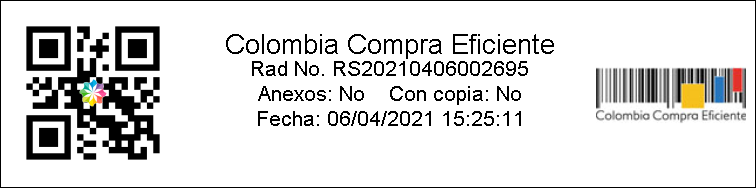 Colombia Compra Eficiente
Rad No. RS20210406002695
Anexos: No    Con copia: No
Fecha: 06/04/2021 15:25:11
Colombia Compra Eficiente